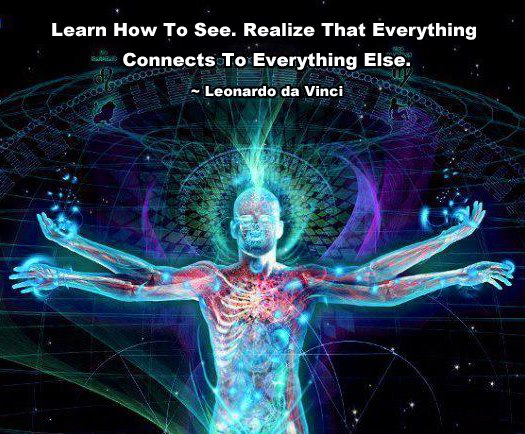 Learn How To See. Realize That Everything
Connects To Everything Else.
~ Leonardo da Vinci